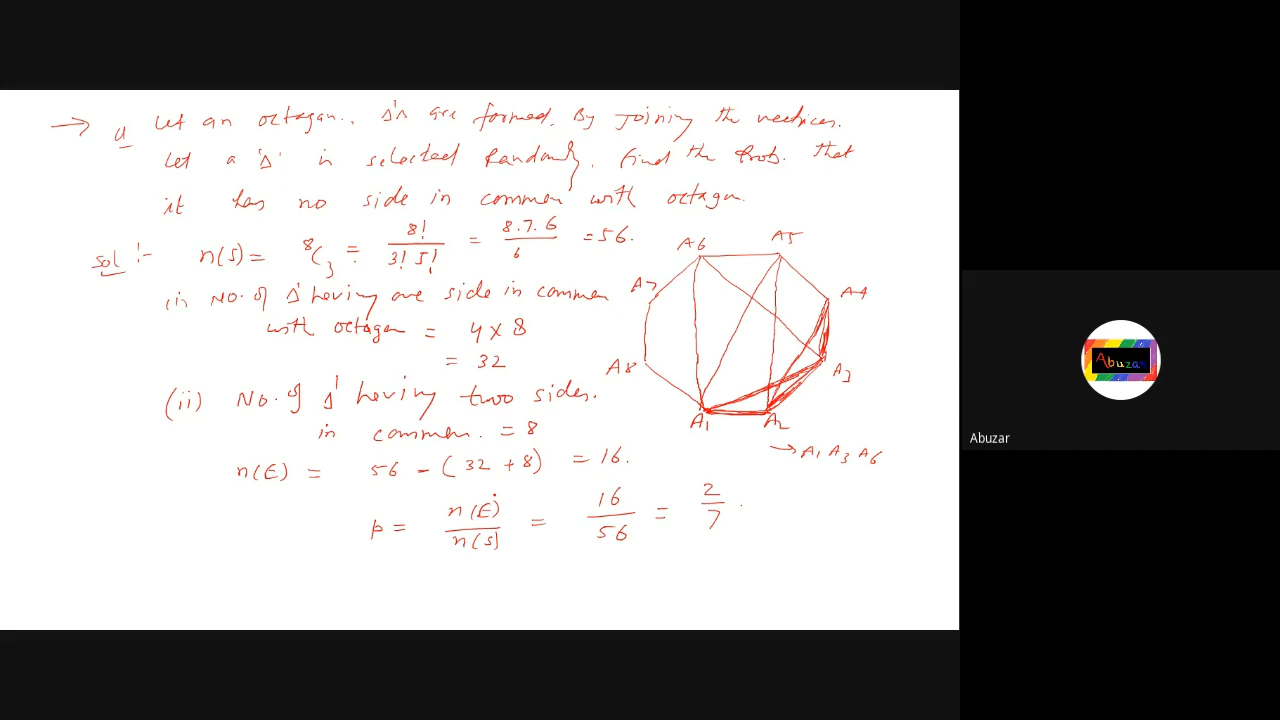 → Q Let an octagan. Δ's are formed. By joining the vectrices.
Let a 'Δ' is selected Randomly. Find the Prob. that
it has no side in common with octagon.
Sol :- n(S) = ⁸C₃ = 8!/(3! 5!) = 8.7.6/6 = 56.
(i) No. of Δ' having one side in common
with octagon = 4 × 8
= 32
(ii) No. of Δ' having two sides.
in common. = 8
n(E) = 56 - (32 + 8) = 16.
p = n(E)/n(S) = 16/56 = 2/7.
A6 A5
A7 A4
A8 A3
A1 A2
→ A1 A3 A6
Abuzar
Abuzar